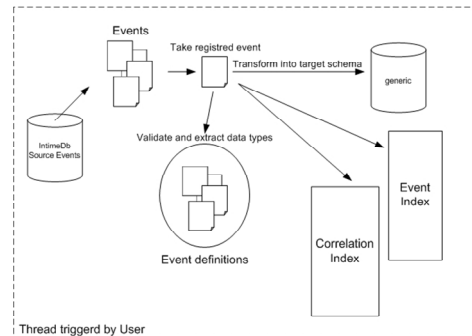 Events
Take registred event
Transform into target schema
generic
IntimeDb
Source Events
Validate and extract data types
Event definitions
Correlation
Index
Event
Index
Thread triggerd by User